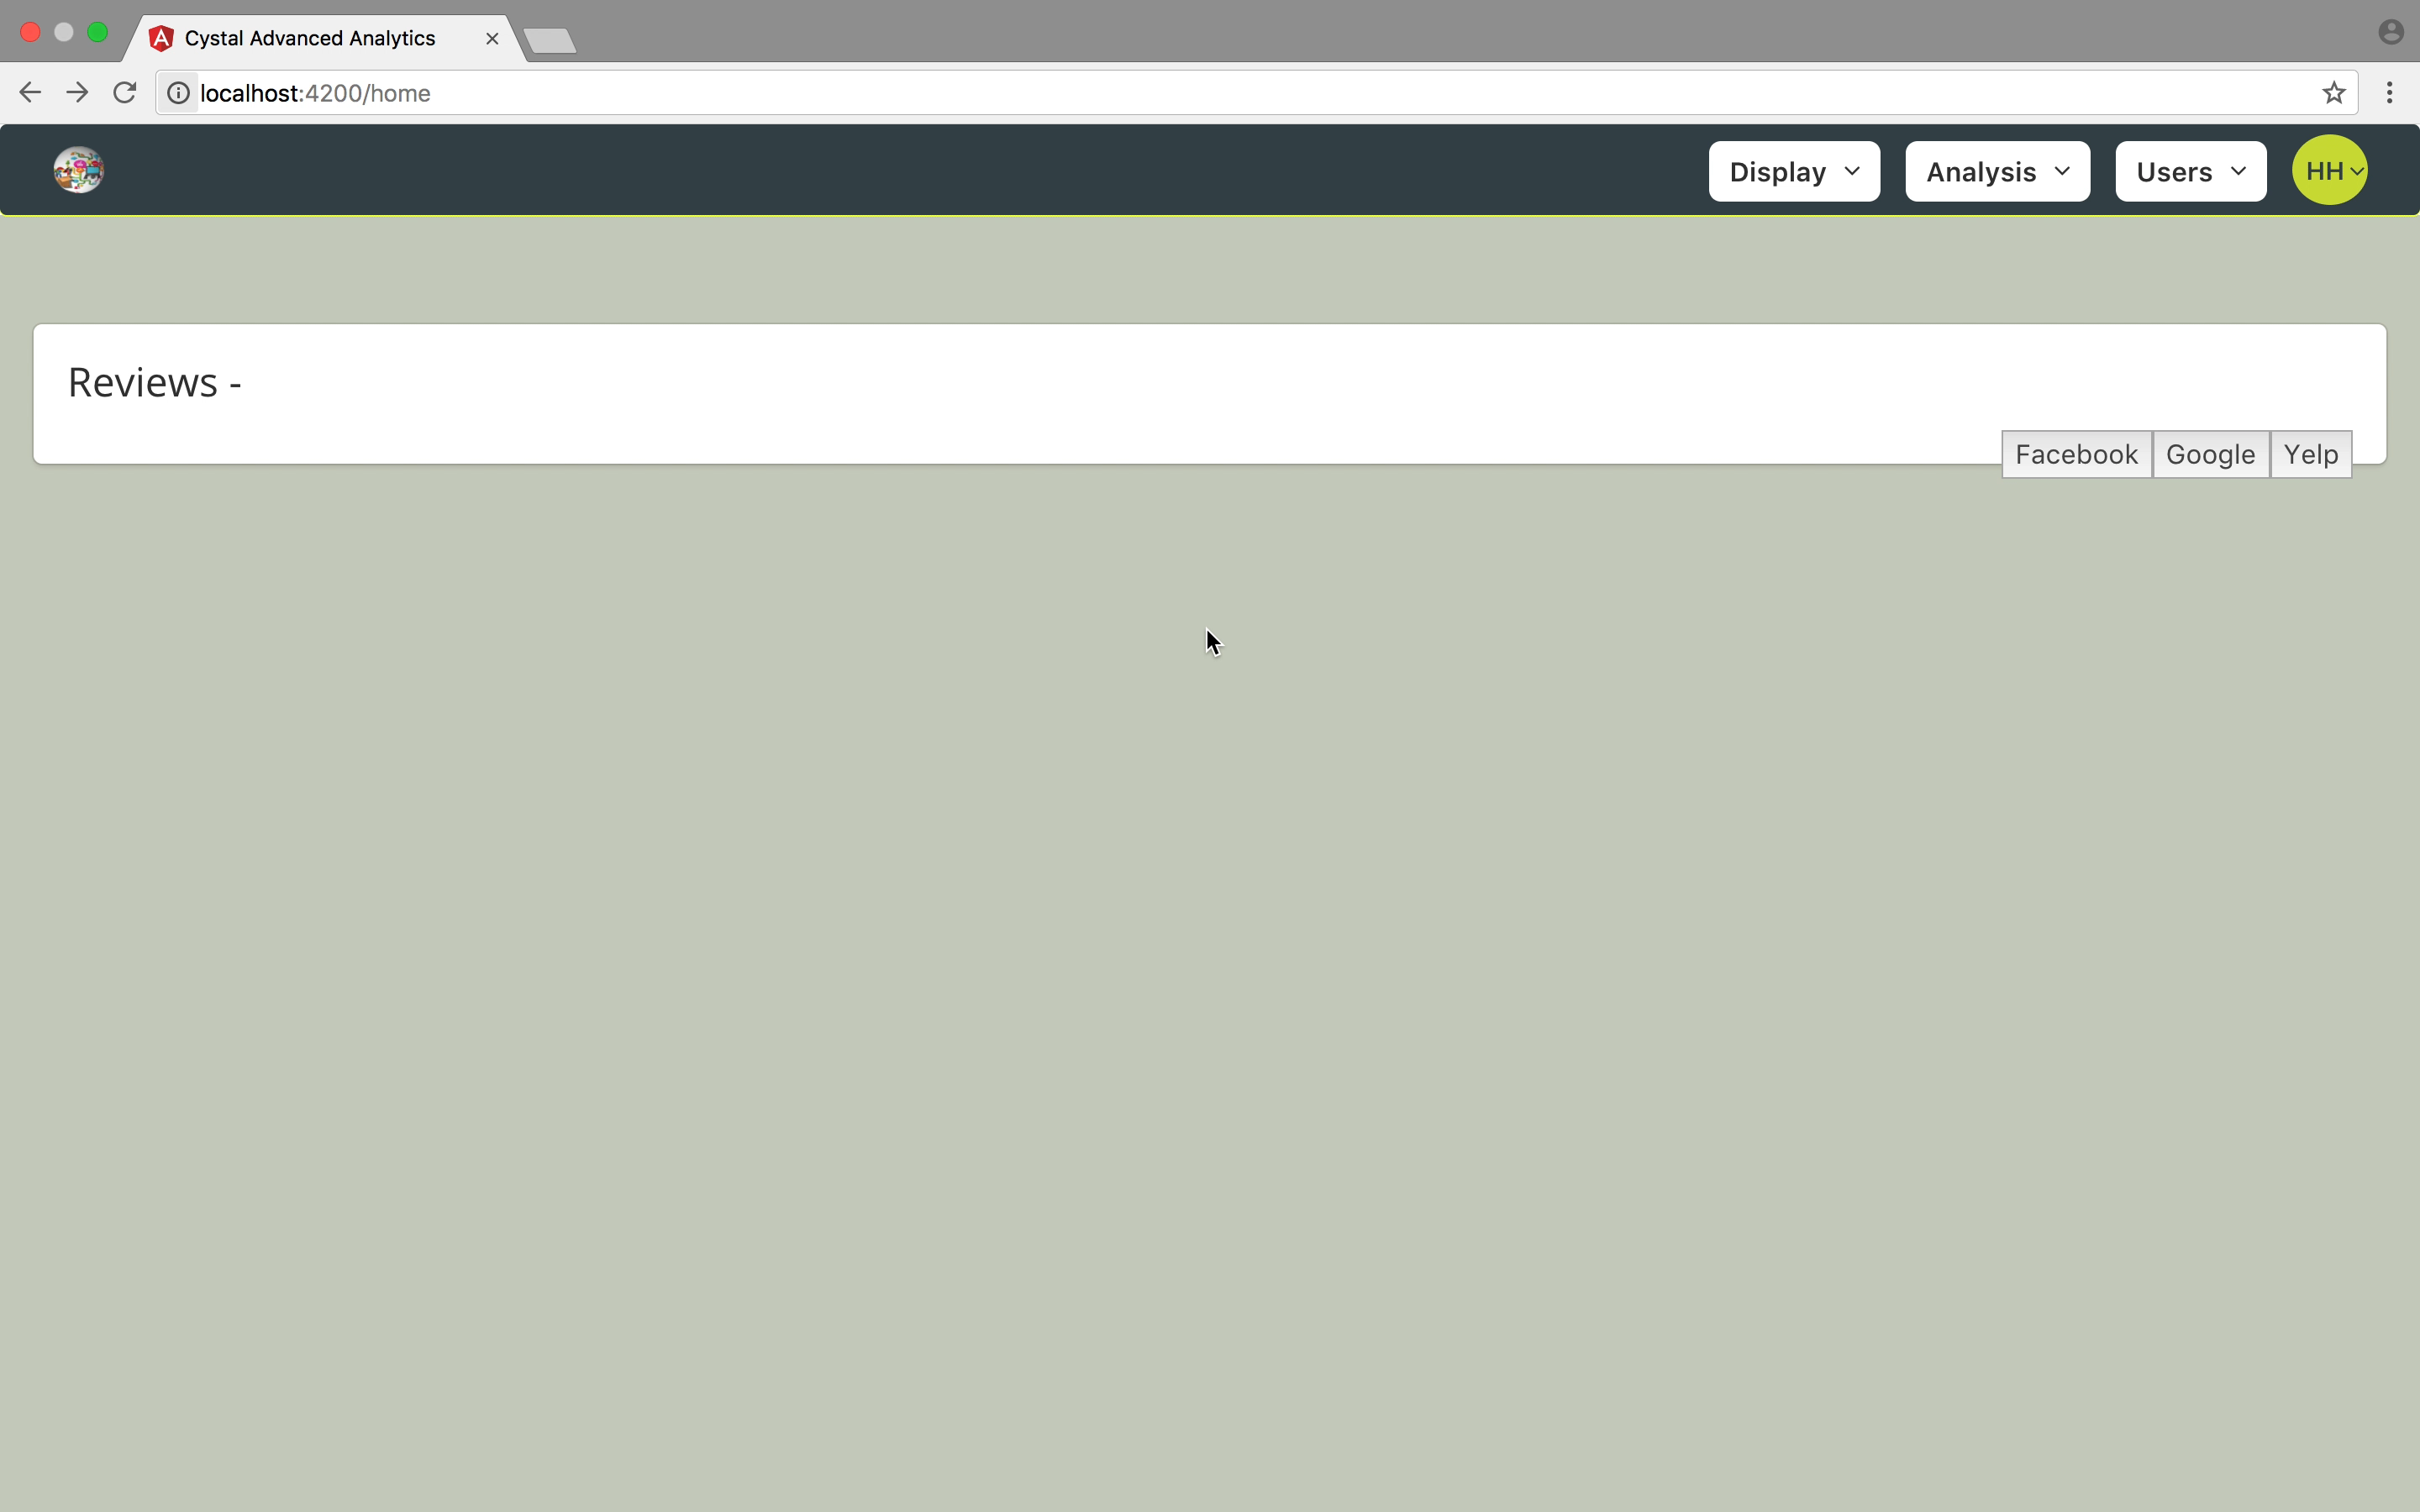 Cystal Advanced Analytics
localhost:4200/home
Display Analysis Users HH
Reviews -
Facebook Google Yelp